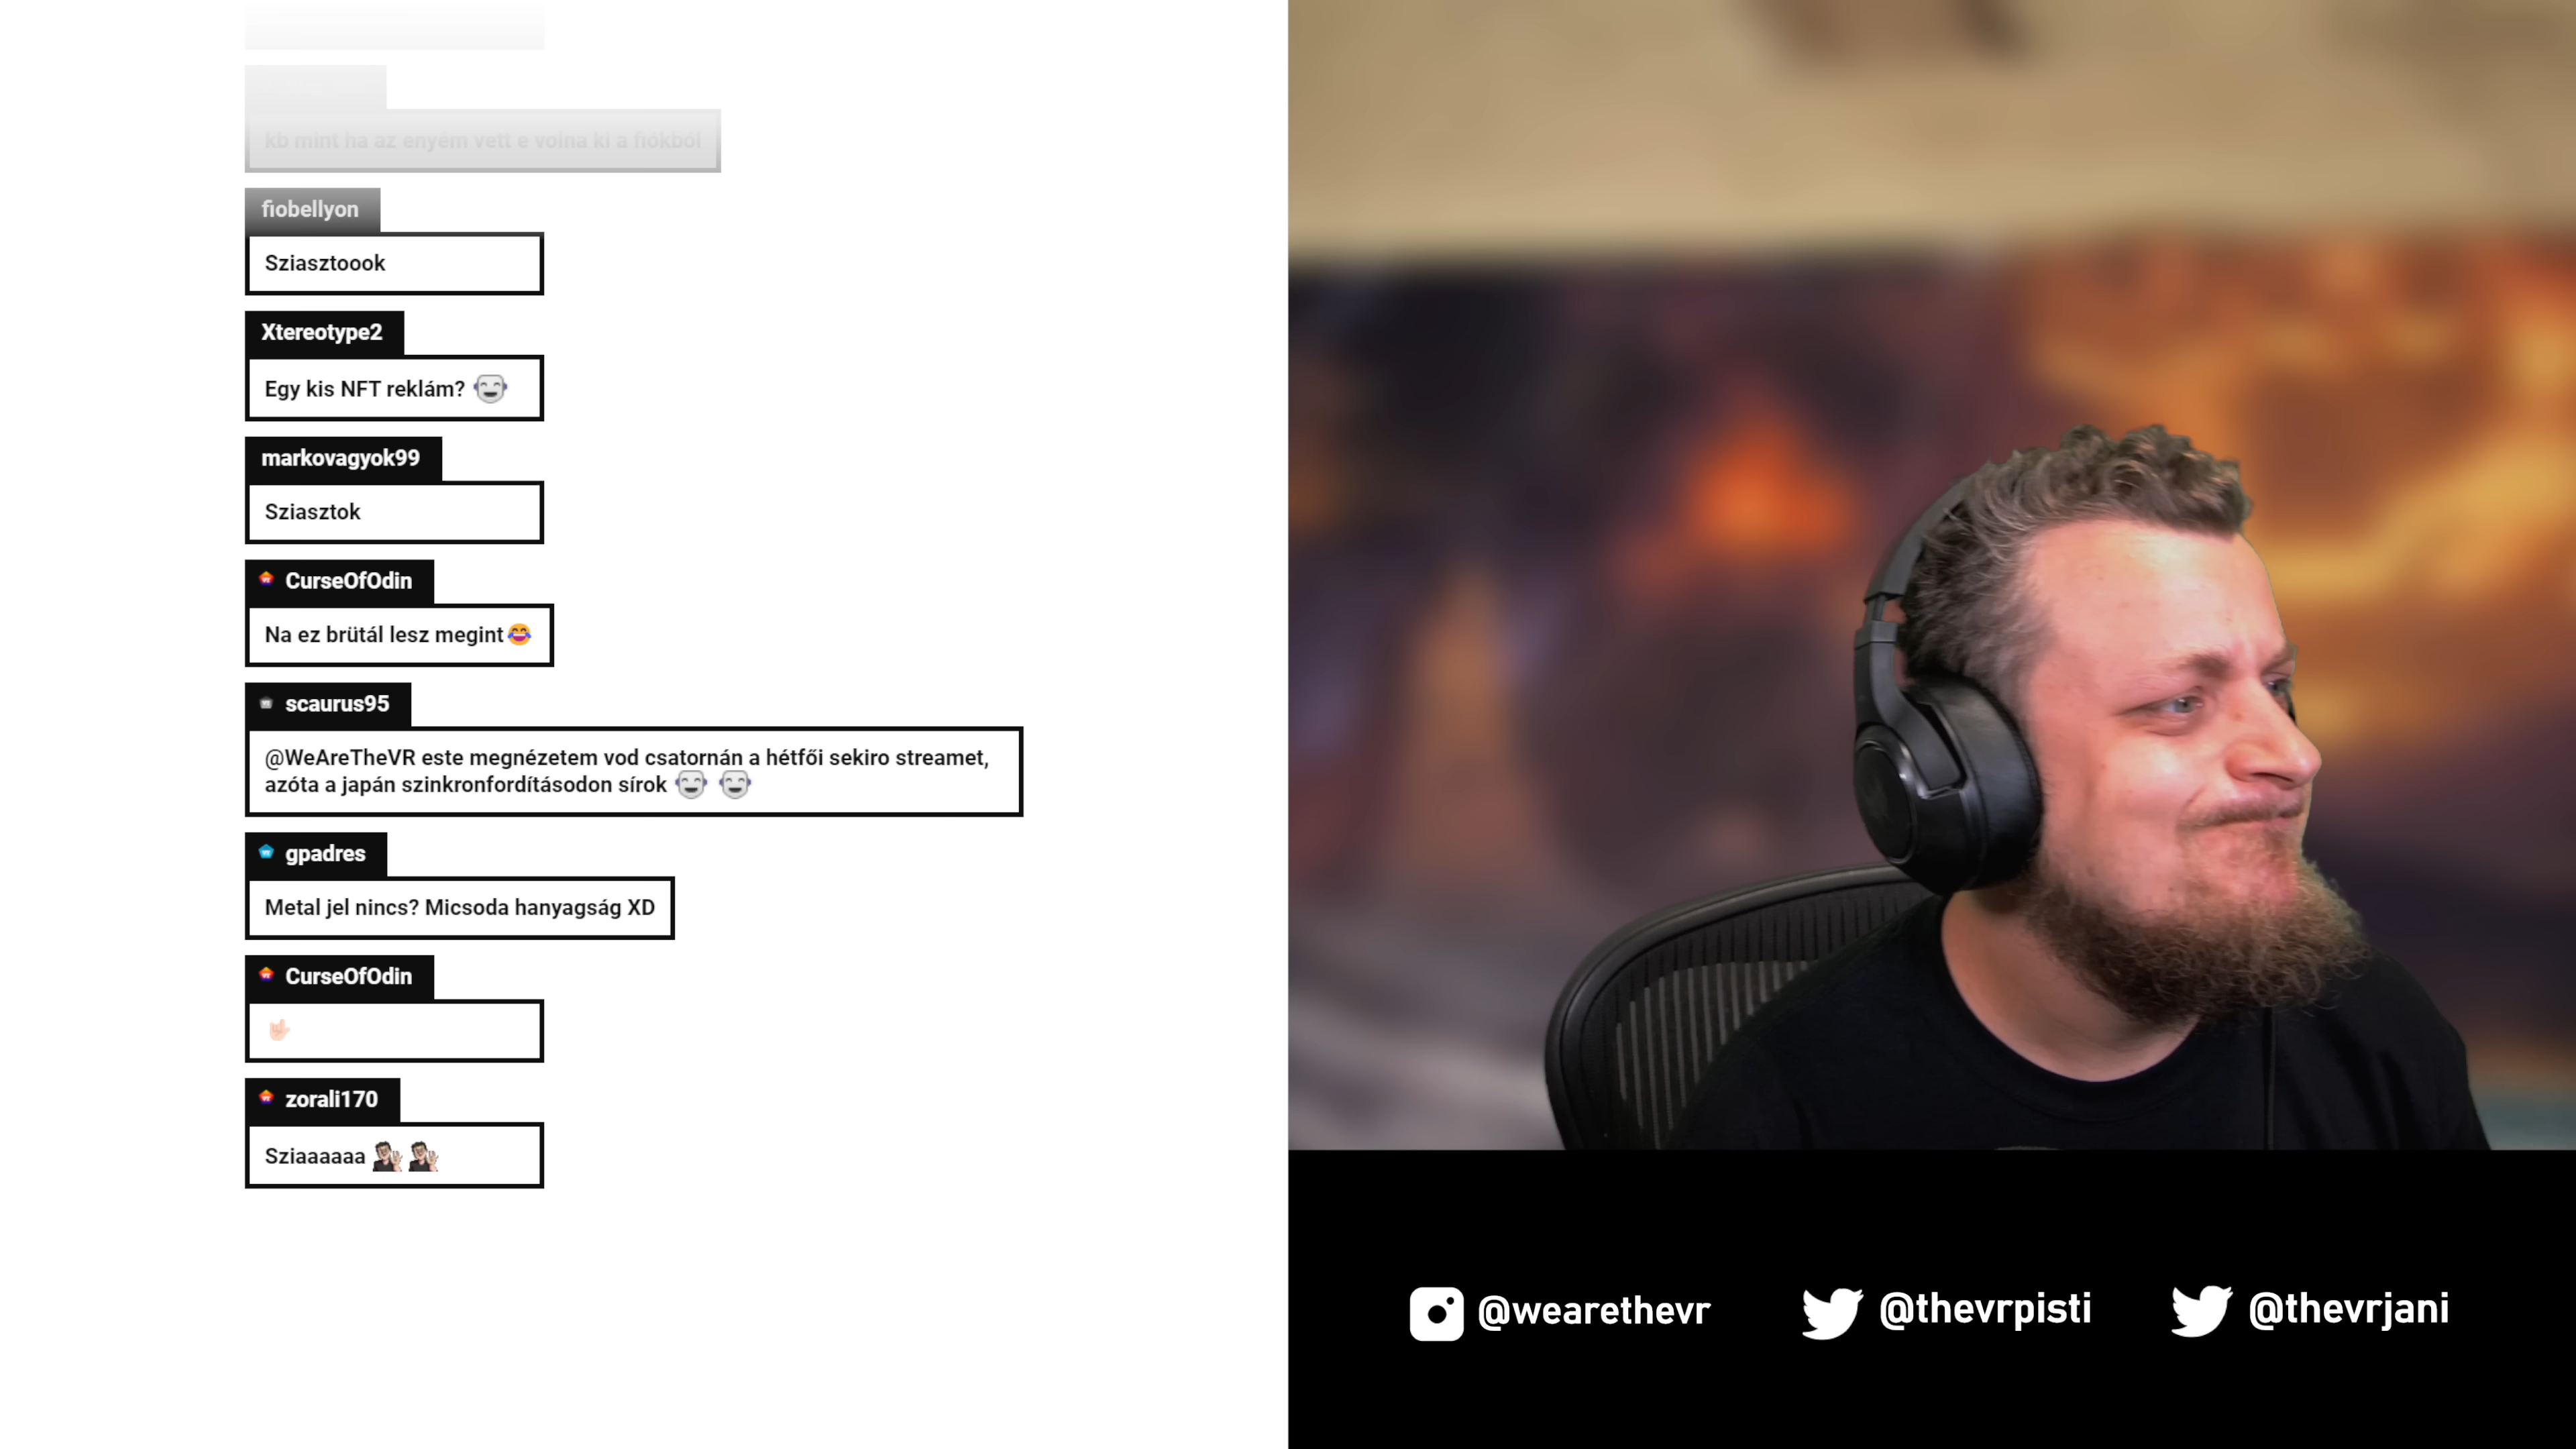 kb mint ha az enyém vett e volna ki a fiókból
fiobellyon
Sziasztoook
Xtereotype2
Egy kis NFT reklám?
markovagyok99
Sziasztok
CurseOfOdin
Na ez brütál lesz megint😂
scaurus95
@WeAreTheVR este megnézetem vod csatornán a hétfői sekiro streamet,
azóta a japán szinkronfordításodon sírok
gpadres
Metal jel nincs? Micsoda hanyagság XD
CurseOfOdin
🤟🏻
zorali170
Sziaaaaaa
@wearethevr @thevrpisti @thevrjani